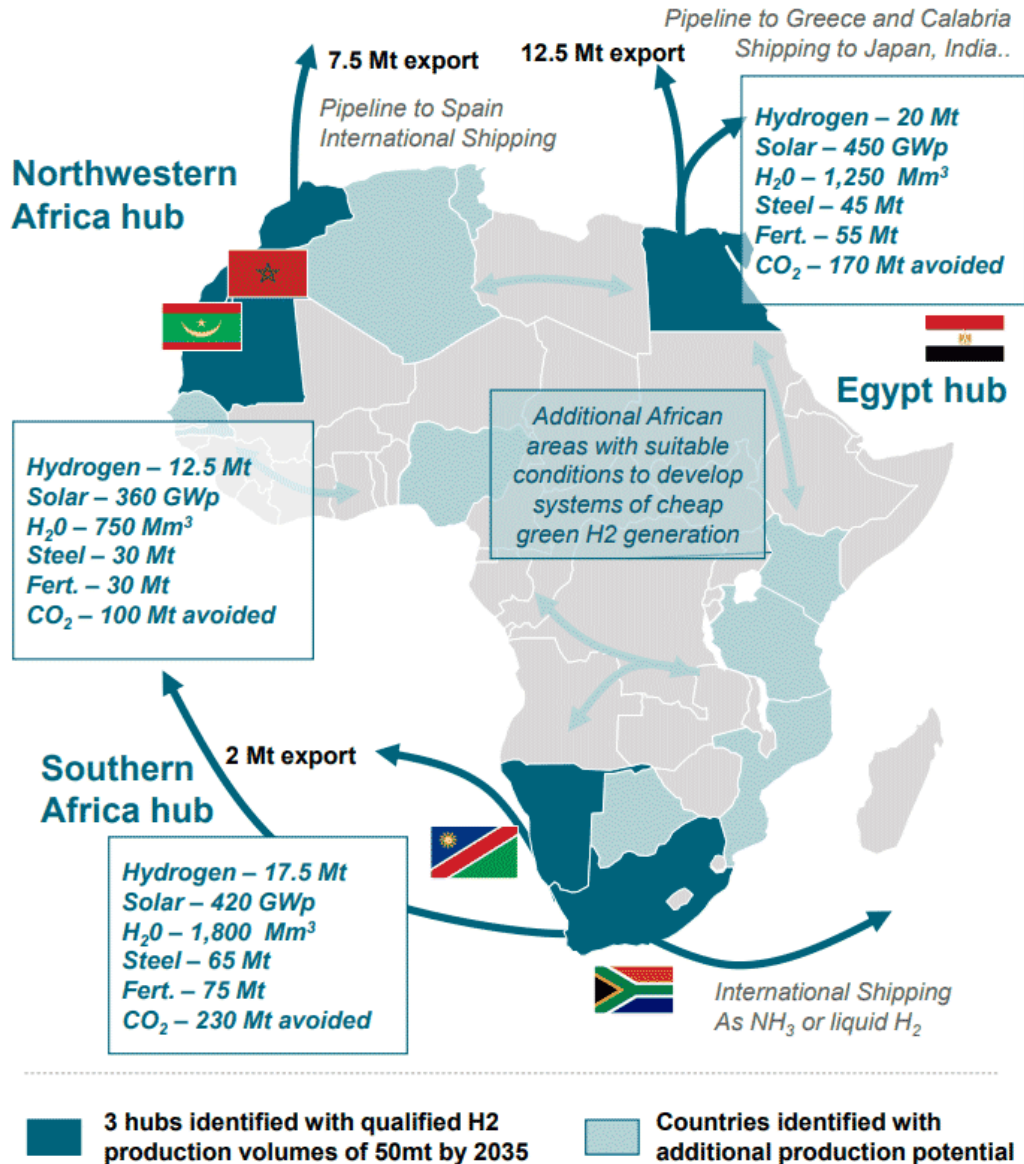 Pipeline to Greece and Calabria
Shipping to Japan, India..
7.5 Mt export
12.5 Mt export
Pipeline to Spain
International Shipping
Hydrogen – 20 Mt
Solar – 450 GWp
H₂0 – 1,250 Mm³
Steel – 45 Mt
Fert. – 55 Mt
CO₂ – 170 Mt avoided
Northwestern
Africa hub
Egypt hub
Additional African
areas with suitable
conditions to develop
systems of cheap
green H2 generation
Hydrogen – 12.5 Mt
Solar – 360 GWp
H₂0 – 750 Mm³
Steel – 30 Mt
Fert. – 30 Mt
CO₂ – 100 Mt avoided
2 Mt export
Southern
Africa hub
Hydrogen – 17.5 Mt
Solar – 420 GWp
H₂0 – 1,800 Mm³
Steel – 65 Mt
Fert. – 75 Mt
CO₂ – 230 Mt avoided
International Shipping
As NH₃ or liquid H₂
3 hubs identified with qualified H2
production volumes of 50mt by 2035
Countries identified with
additional production potential